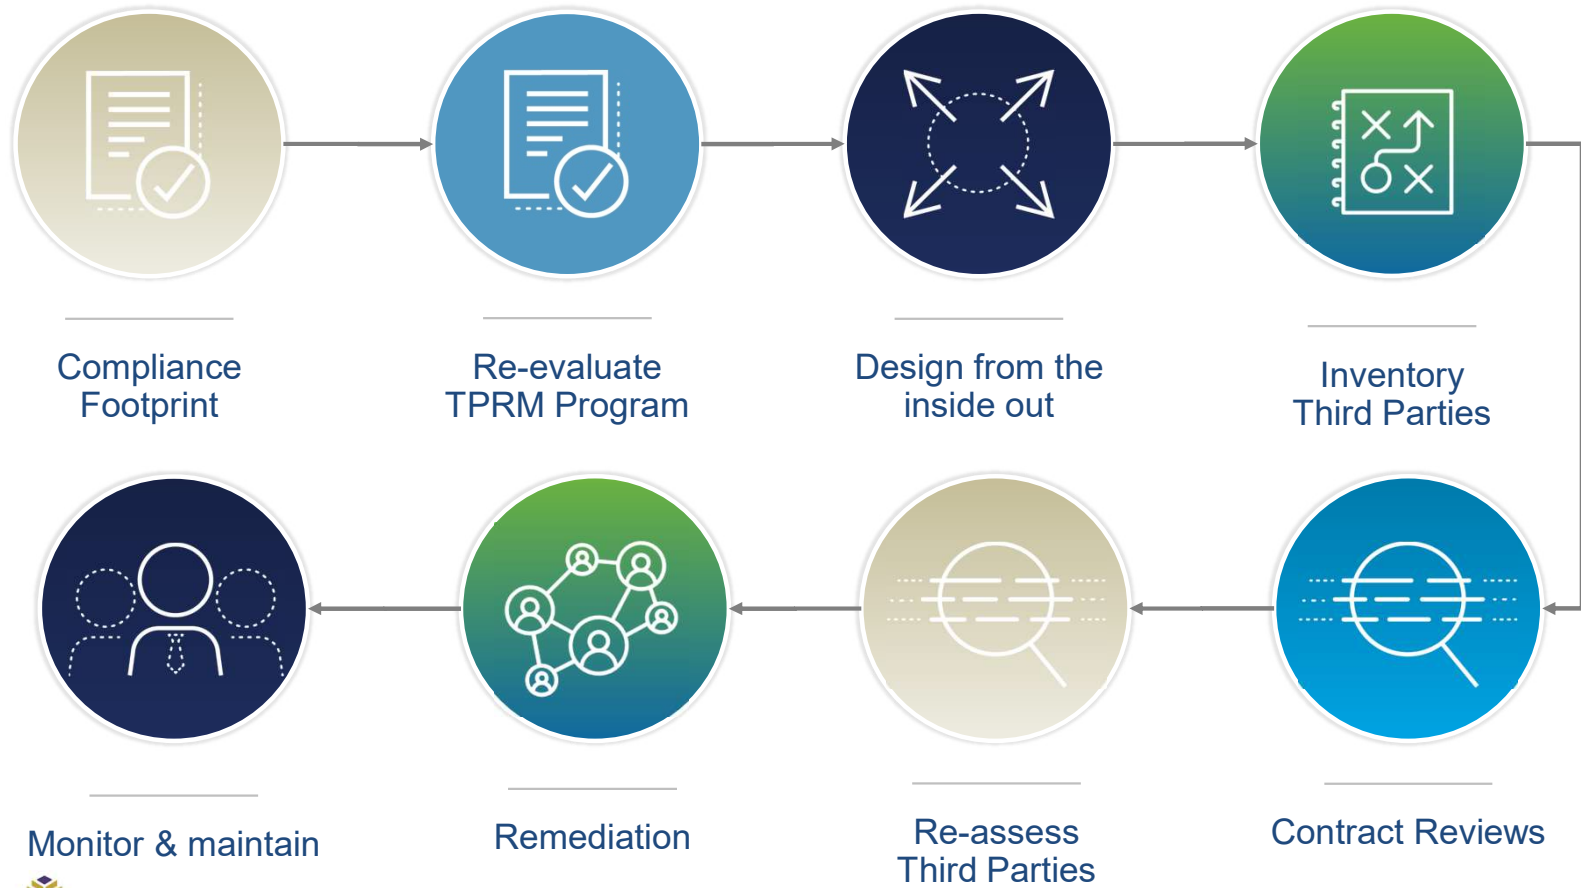 Compliance
Footprint
Re-evaluate
TPRM Program
Design from the
inside out
Inventory
Third Parties
Monitor & maintain
Remediation
Re-assess
Third Parties
Contract Reviews